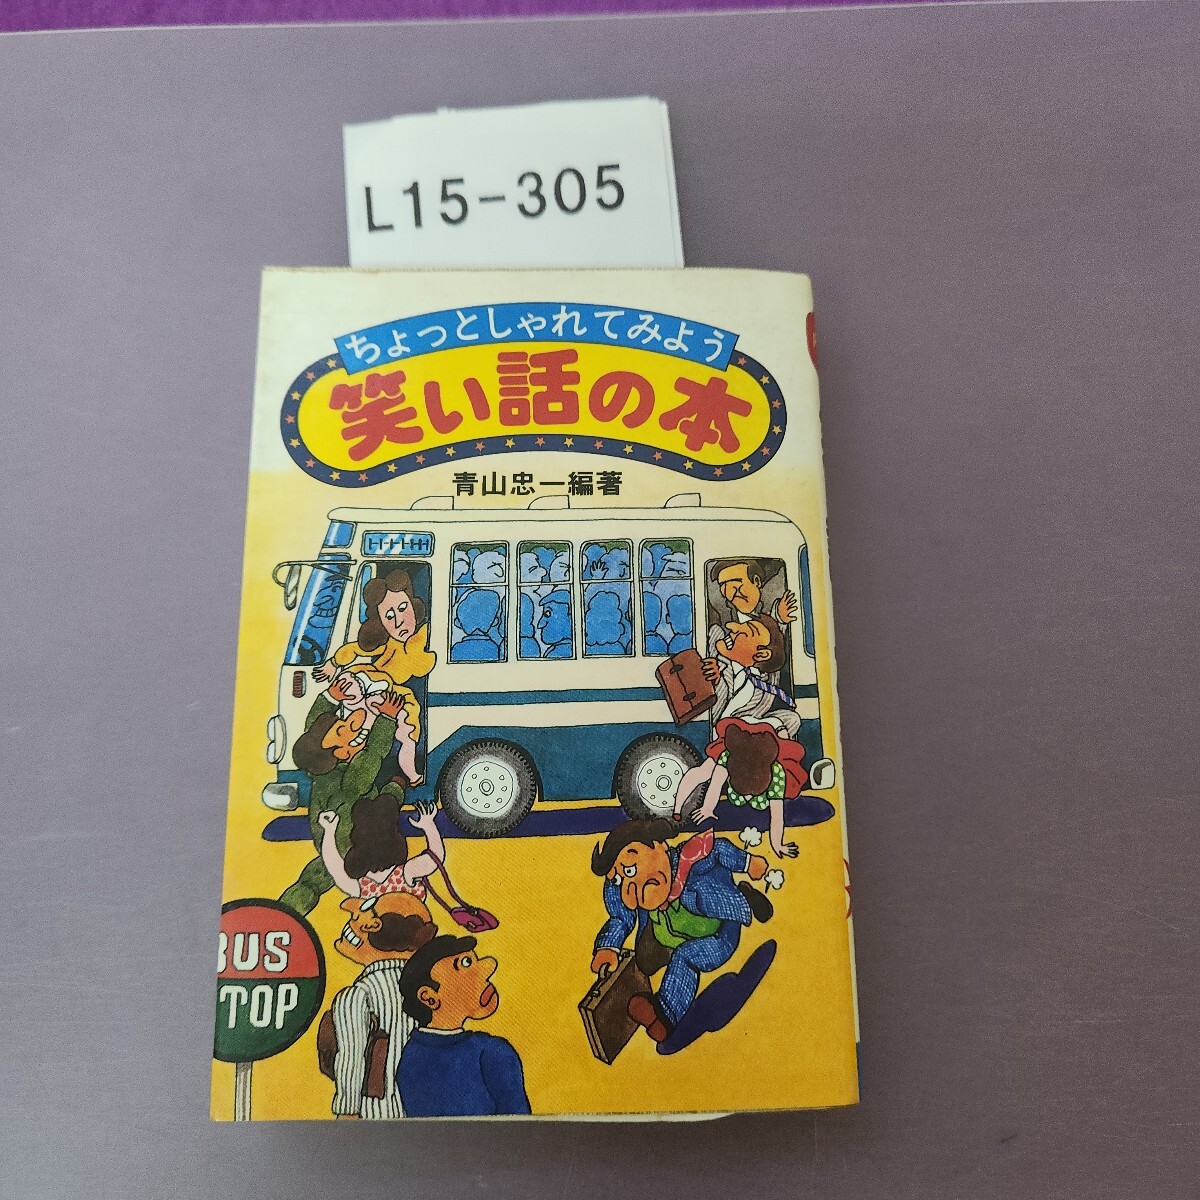 L15-305
ちょっとしゃれてみよう
笑い話の本
青山忠一編著
BUS
STOP